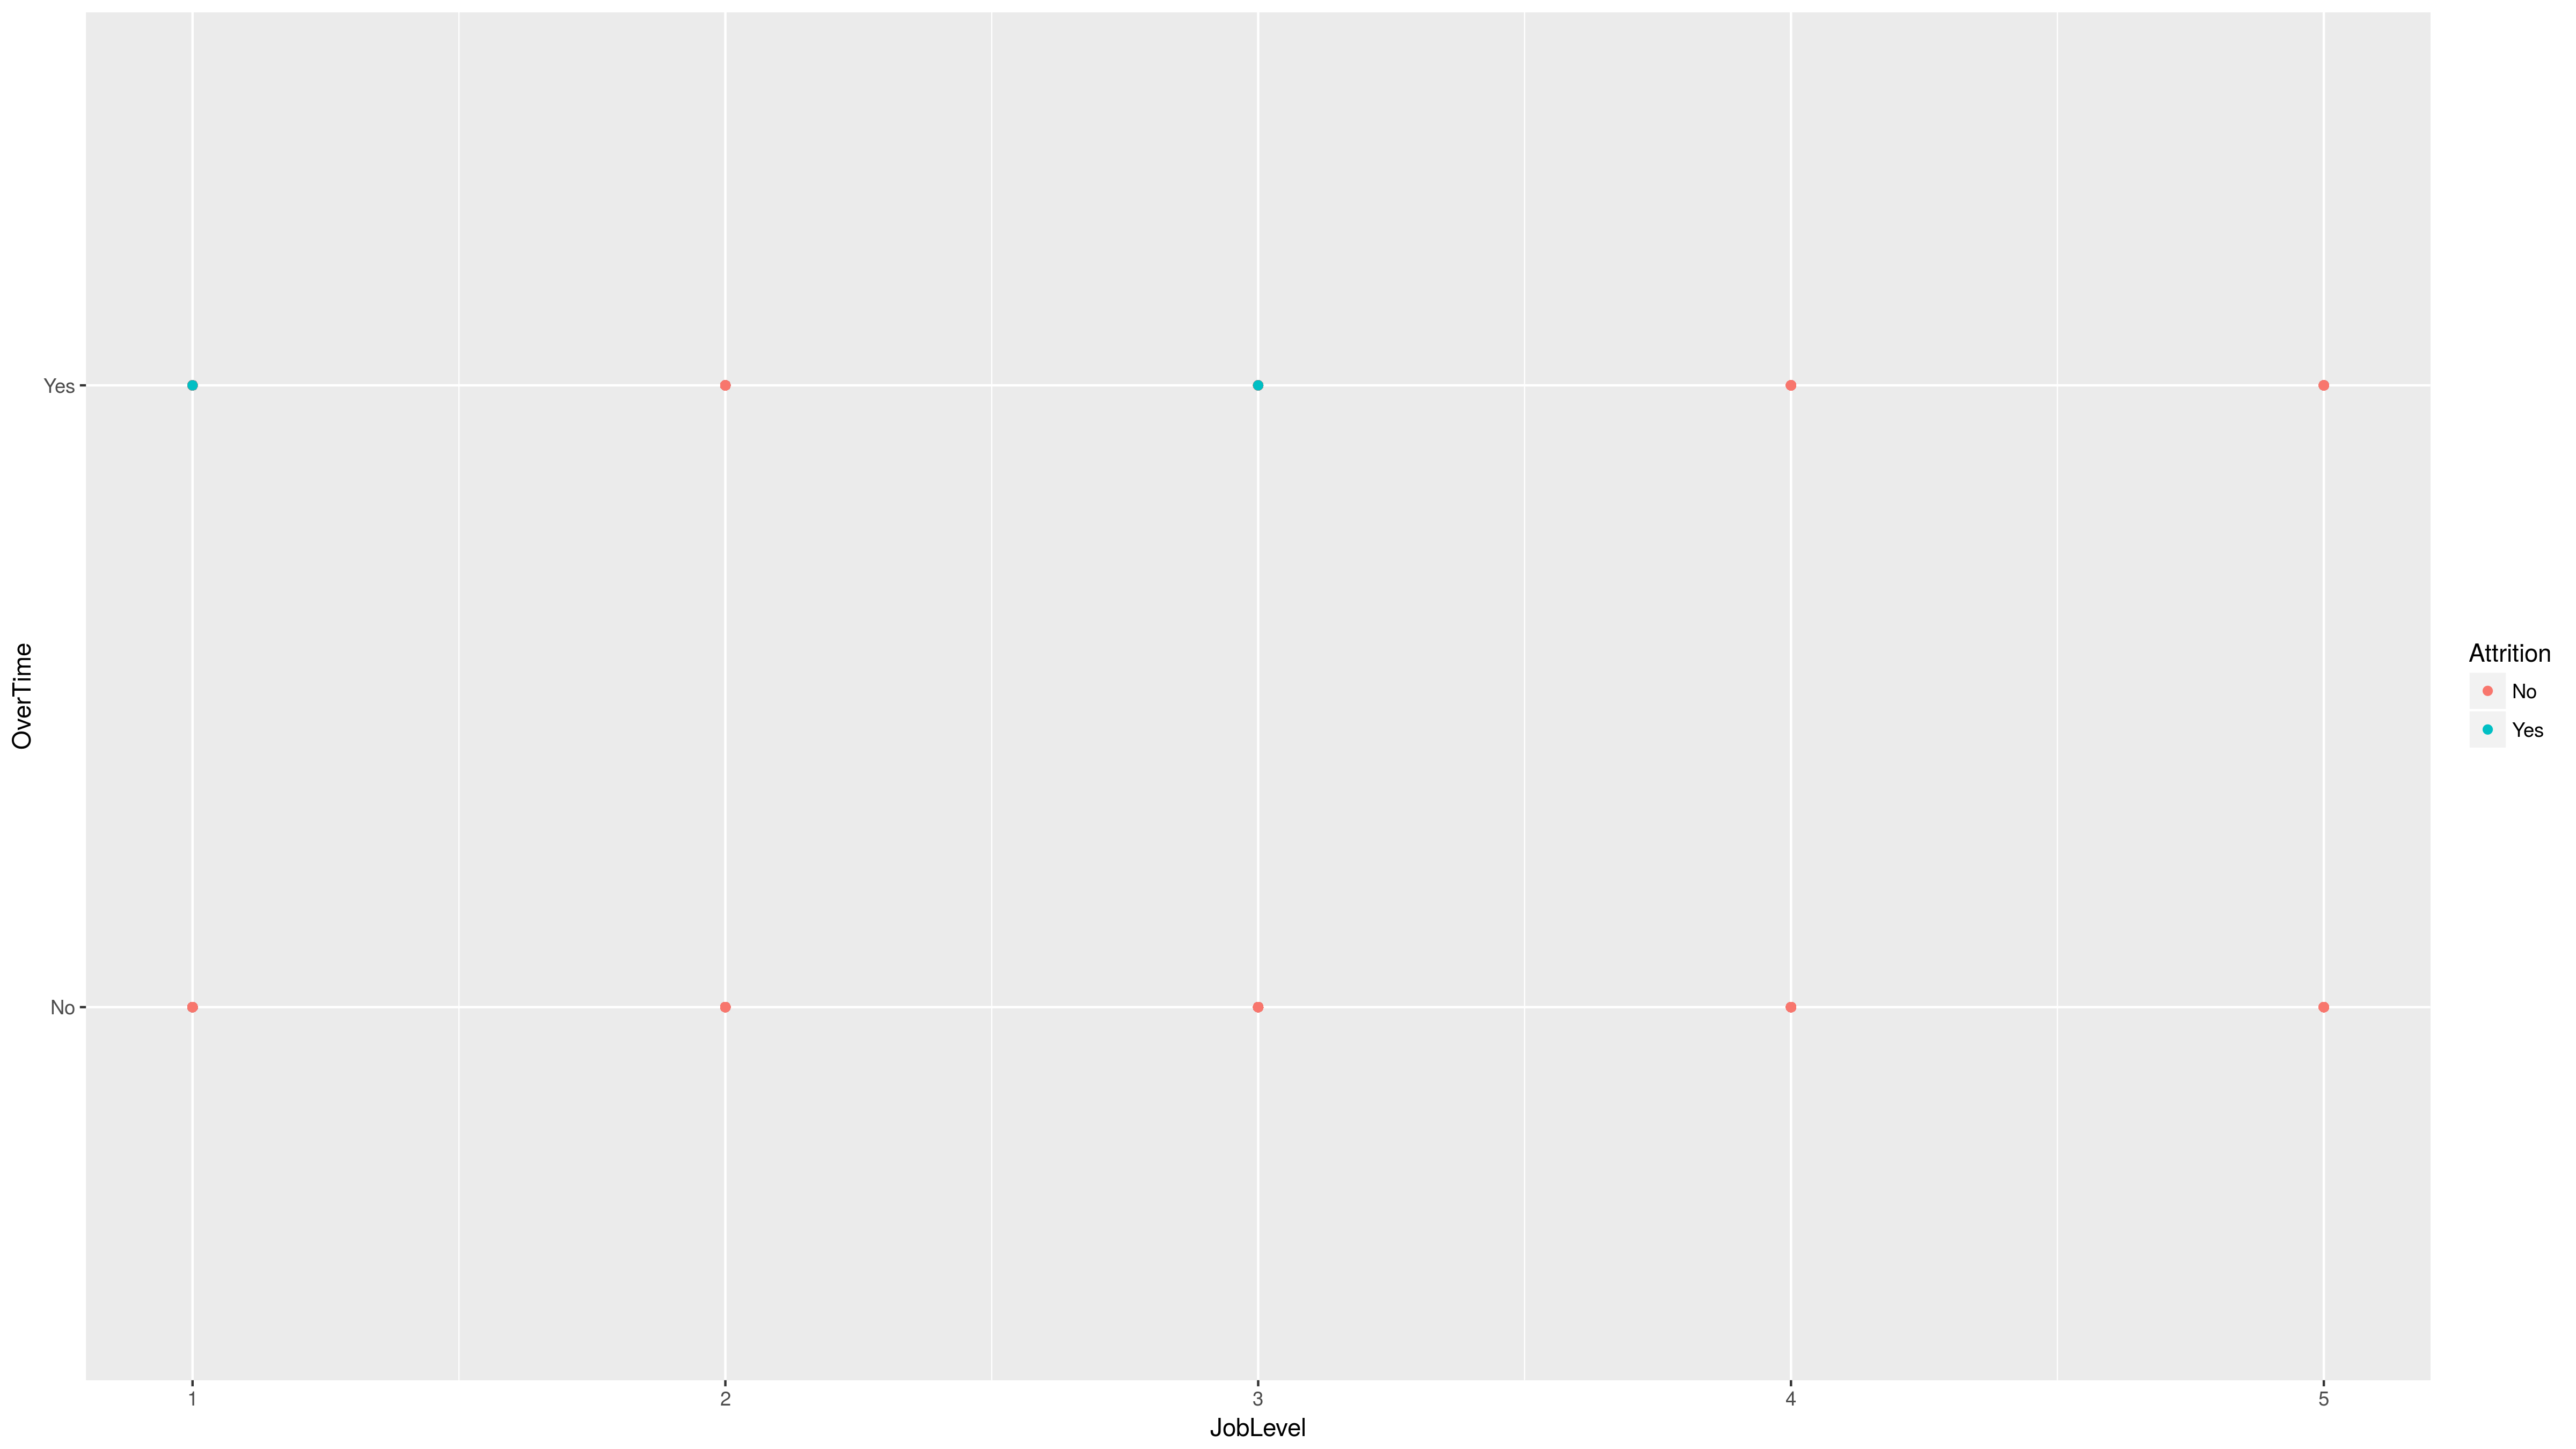 OverTime
Yes
No
1 2 3 4 5
JobLevel
Attrition
No
Yes